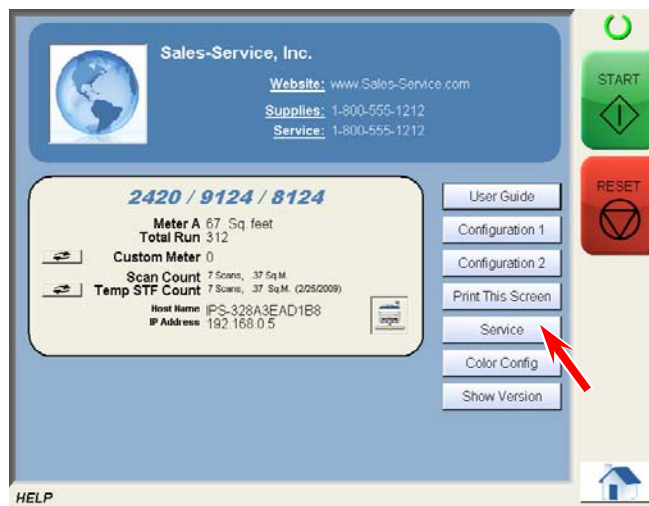 Sales-Service, Inc.
Website: www.Sales-Service.com
Supplies: 1-800-555-1212
Service: 1-800-555-1212
START
RESET
2420 / 9124 / 8124
Meter A 67 Sq. feet
Total Run 312
Custom Meter 0
Scan Count 7 Scans, .37 Sq.M.
Temp STF Count 7 Scans, .37 Sq.M. (2/25/2009)
Host Name IPS-328A3EAD1B8
IP Address 192.168.0.5
User Guide
Configuration 1
Configuration 2
Print This Screen
Service
Color Config
Show Version
HELP